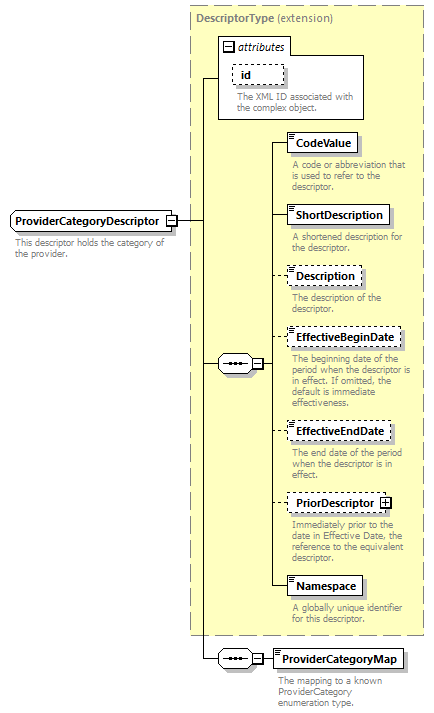 DescriptorType (extension)
attributes
id
The XML ID associated with
the complex object.
CodeValue
A code or abbreviation that
is used to refer to the
descriptor.
ShortDescription
A shortened description for
the descriptor.
ProviderCategoryDescriptor
This descriptor holds the category of
the provider.
Description
The description of the
descriptor.
EffectiveBeginDate
The beginning date of the
period when the descriptor is
in effect. If omitted, the
default is immediate
effectiveness.
EffectiveEndDate
The end date of the period
when the descriptor is in
effect.
PriorDescriptor
Immediately prior to the
date in Effective Date, the
reference to the equivalent
descriptor.
Namespace
A globally unique identifier
for this descriptor.
ProviderCategoryMap
The mapping to a known
ProviderCategory
enumeration type.